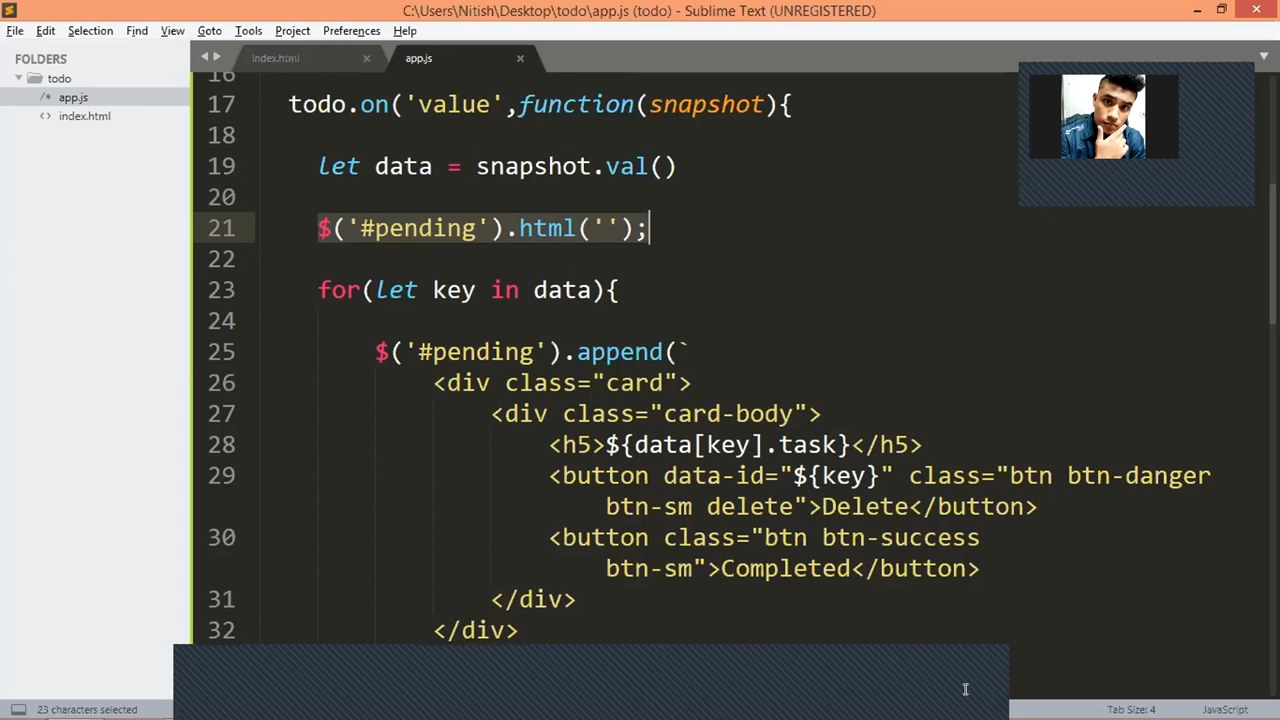 C:\Users\Nitish\Desktop\todo\app.js (todo) - Sublime Text (UNREGISTERED)
File Edit Selection Find View Goto Tools Project Preferences Help
FOLDERS
todo
/* app.js
<> index.html
index.html app.js
16
17 todo.on('value',function(snapshot){
18
19 let data = snapshot.val()
20
21 $('#pending').html('');
22
23 for(let key in data){
24
25 $('#pending').append(`
26 <div class="card">
27 <div class="card-body">
28 <h5>${data[key].task}</h5>
29 <button data-id="${key}" class="btn btn-danger
btn-sm delete">Delete</button>
30 <button class="btn btn-success
btn-sm">Completed</button>
31 </div>
32 </div>
23 characters selected Tab Size: 4 JavaScript